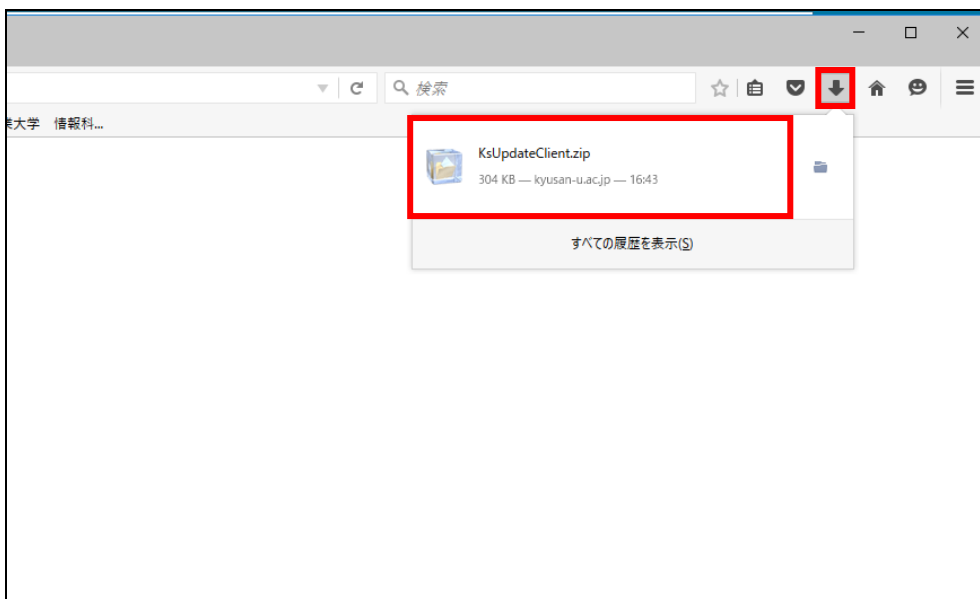 検索
業大学 情報科...
KsUpdateClient.zip
304 KB — kyusan-u.ac.jp — 16:43
すべての履歴を表示(S)